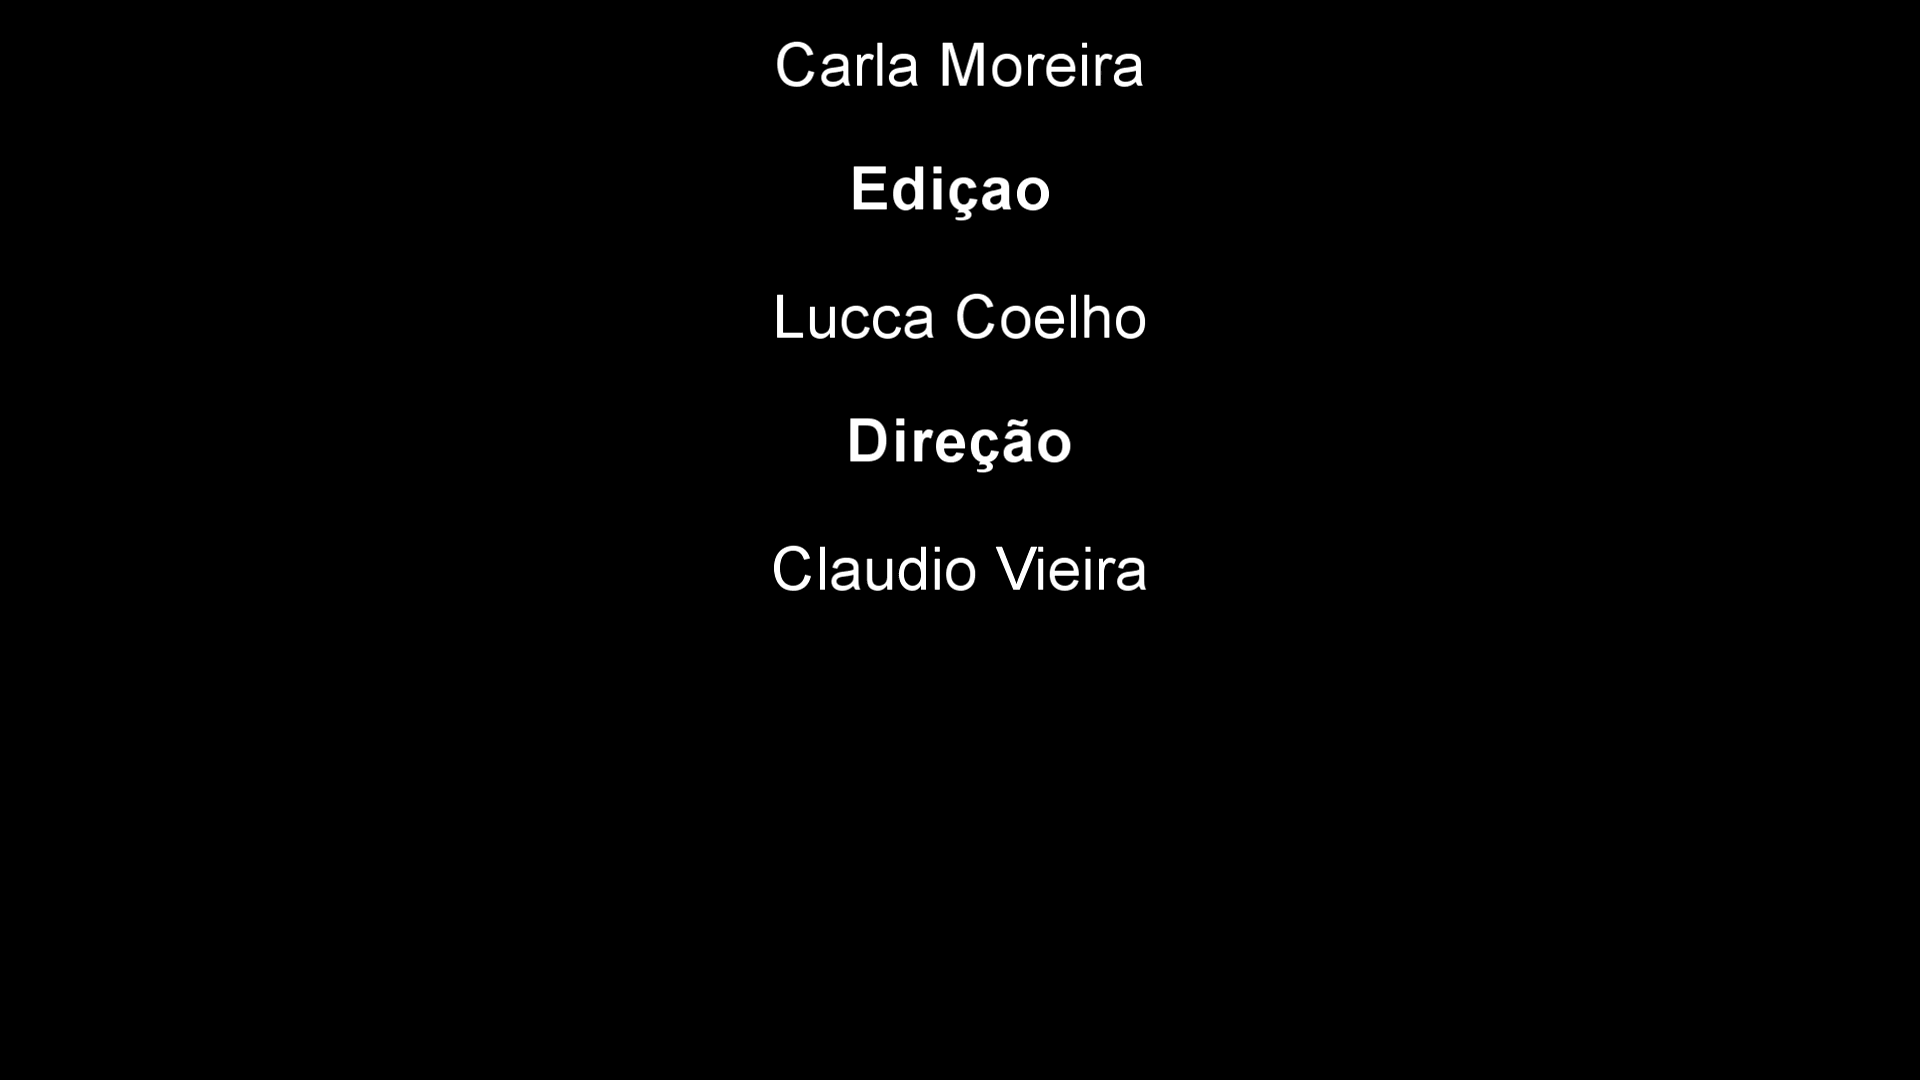 Carla Moreira
Ediçao
Lucca Coelho
Direção
Claudio Vieira